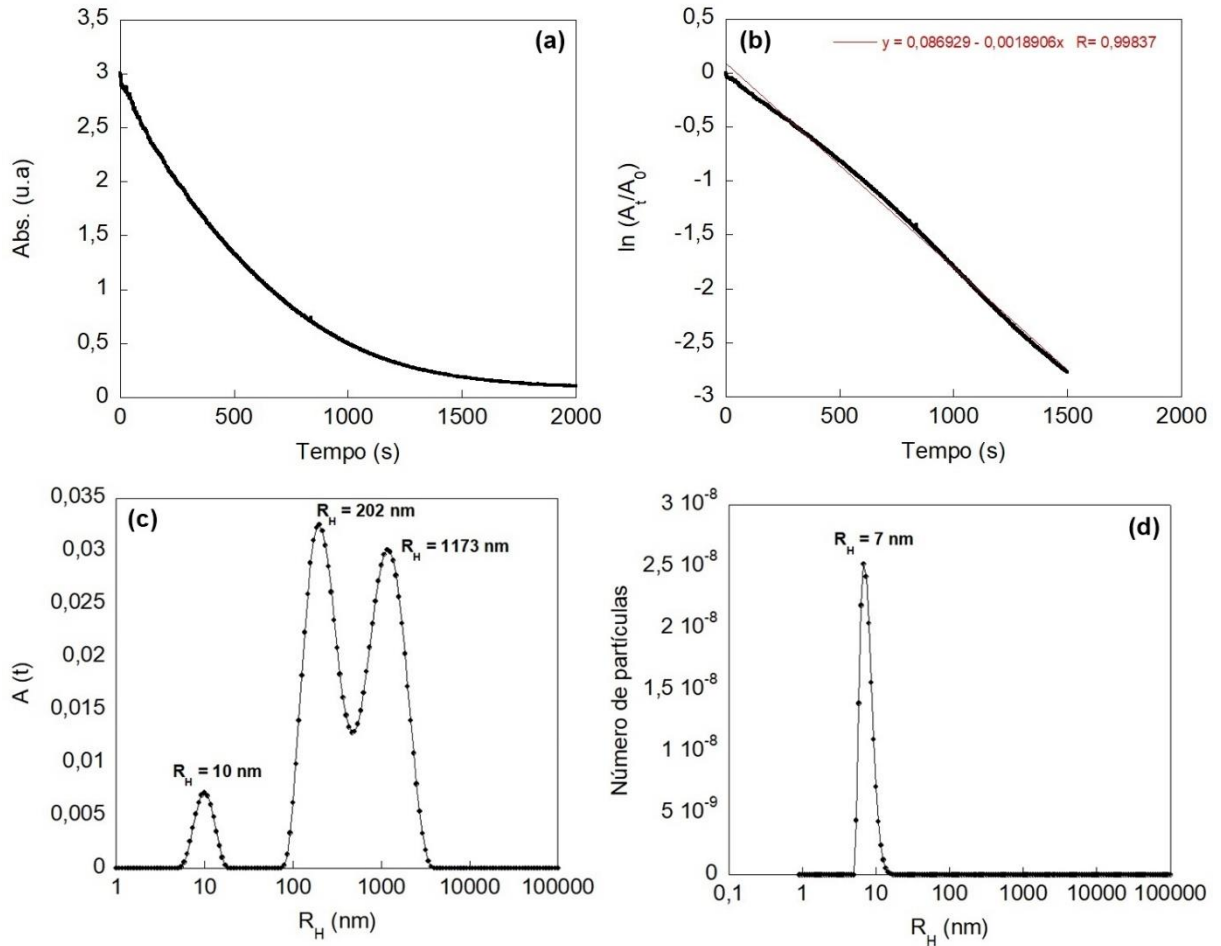 (a)
3,5
3
2,5
2
1,5
1
0,5
0
Abs. (u.a)
0 500 1000 1500 2000
Tempo (s)
(b)
y = 0,086929 - 0,0018906x R= 0,99837
0,5
0
-0,5
-1
-1,5
-2
-2,5
-3
ln (At/A0)
0 500 1000 1500 2000
Tempo (s)
(c)
RH = 202 nm
RH = 1173 nm
RH = 10 nm
0,035
0,03
0,025
0,02
0,015
0,01
0,005
0
A (t)
1 10 100 1000 10000 100000
RH (nm)
(d)
RH = 7 nm
3 10-8
2,5 10-8
2 10-8
1,5 10-8
1 10-8
5 10-9
0
Número de partículas
0,1 1 10 100 1000 10000 100000
RH (nm)